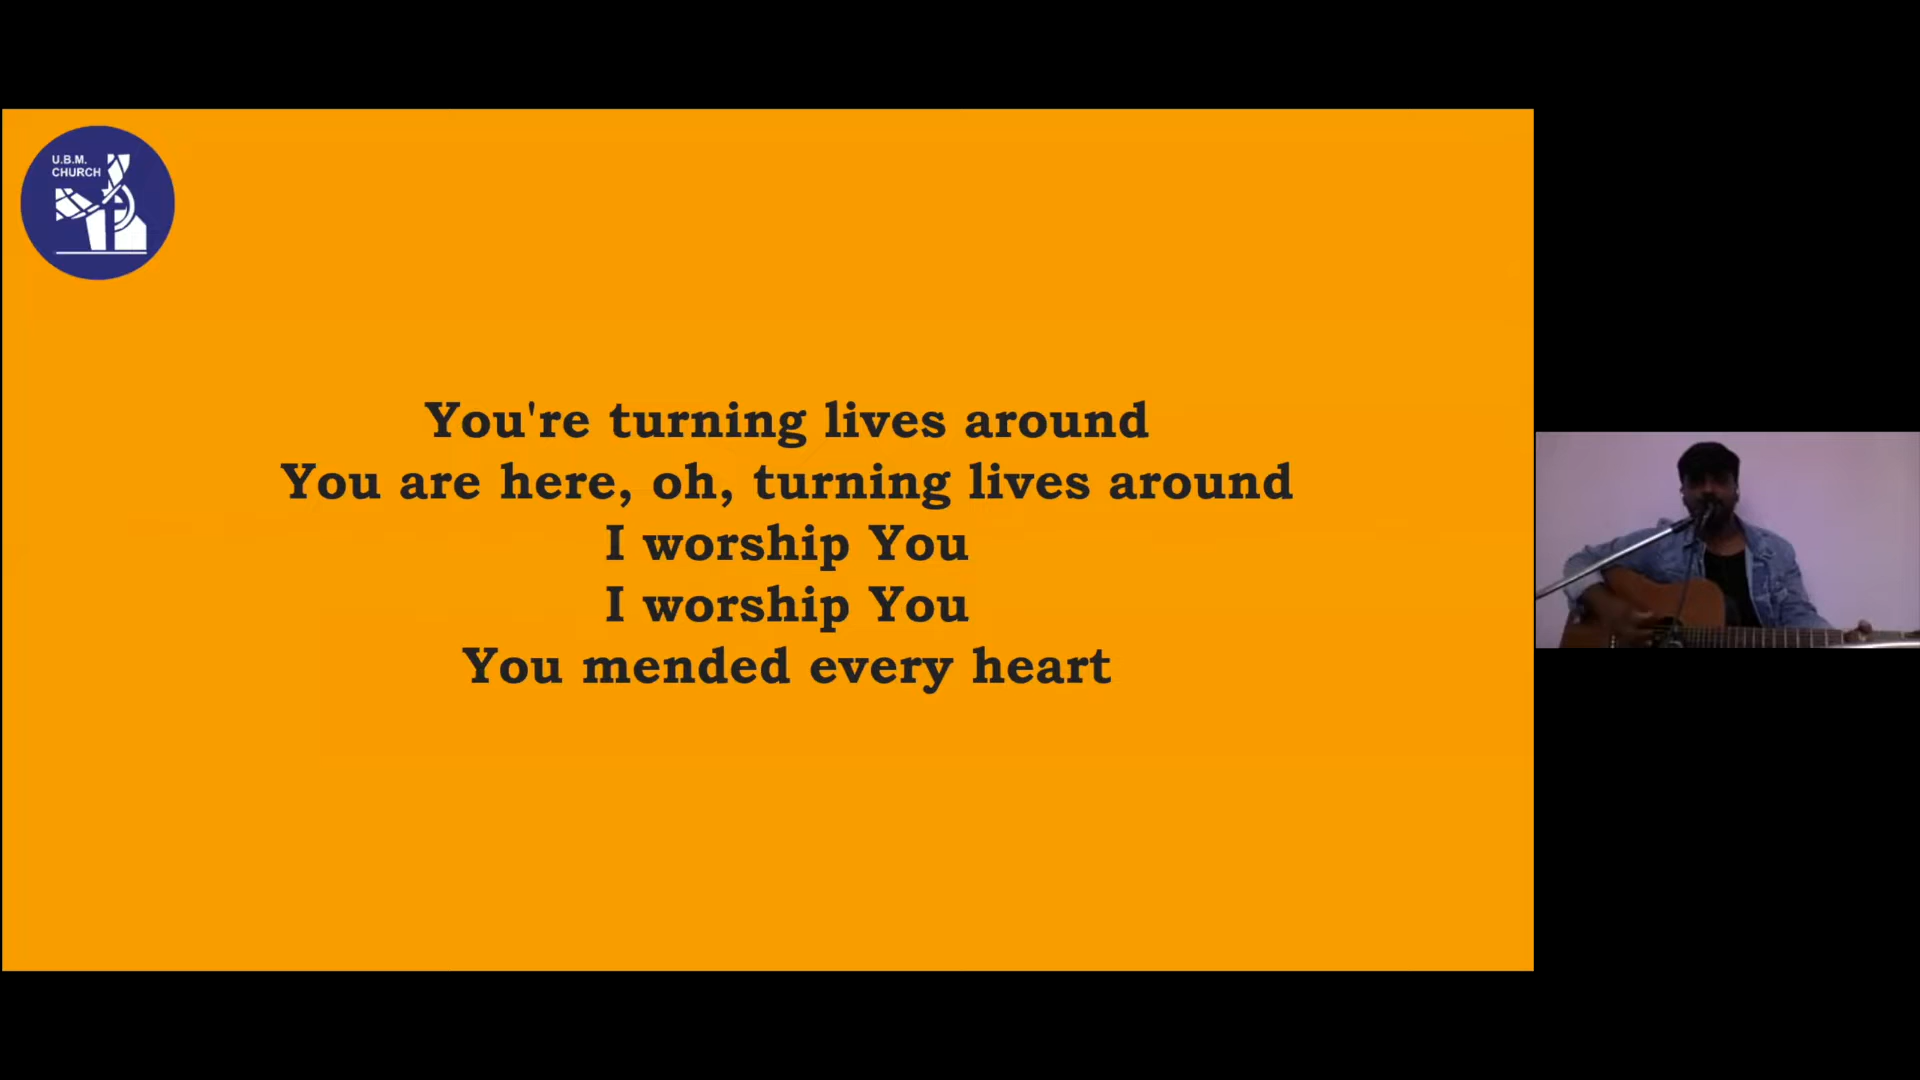 U.B.M.
CHURCH
You're turning lives around
You are here, oh, turning lives around
I worship You
I worship You
You mended every heart